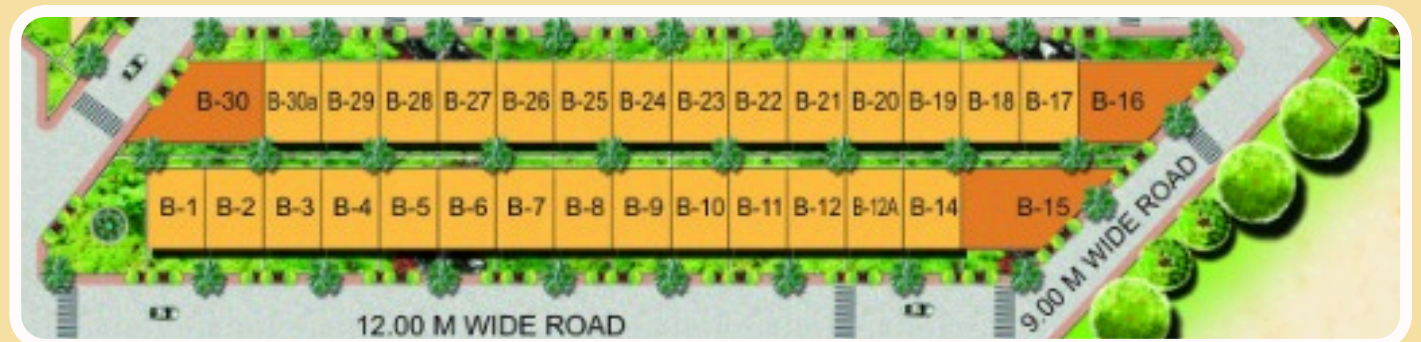 B-30 B-30a B-29 B-28 B-27 B-26 B-25 B-24 B-23 B-22 B-21 B-20 B-19 B-18 B-17 B-16
B-1 B-2 B-3 B-4 B-5 B-6 B-7 B-8 B-9 B-10 B-11 B-12 B-12A B-14 B-15
9.00 M WIDE ROAD
12.00 M WIDE ROAD